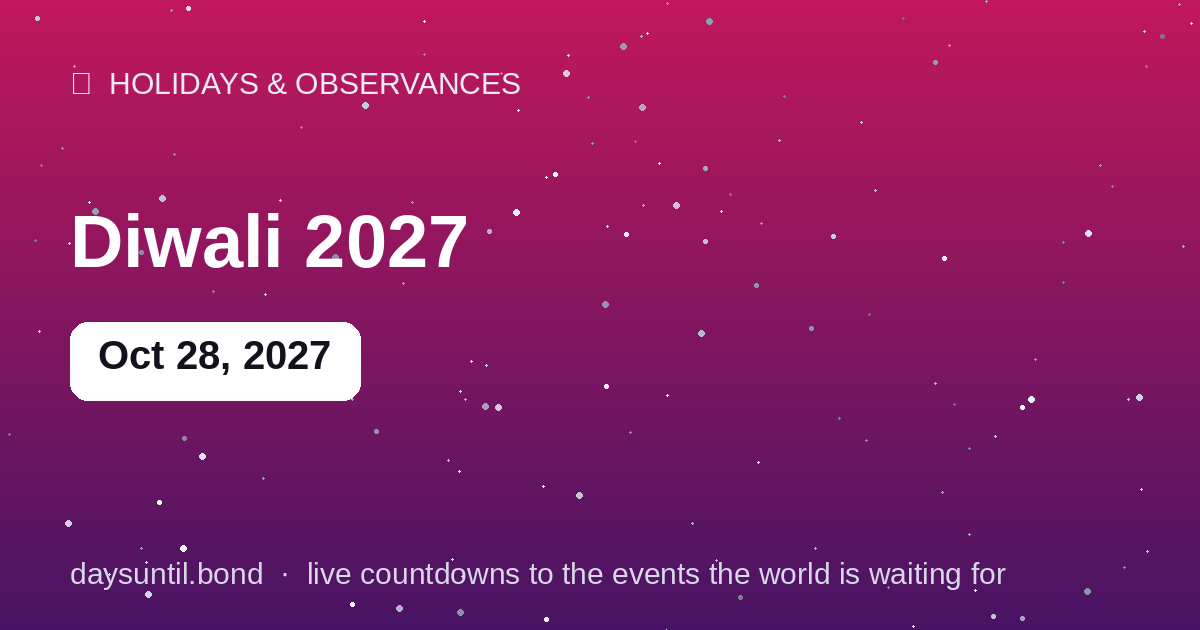 HOLIDAYS & OBSERVANCES
Diwali 2027
Oct 28, 2027
daysuntil.bond · live countdowns to the events the world is waiting for